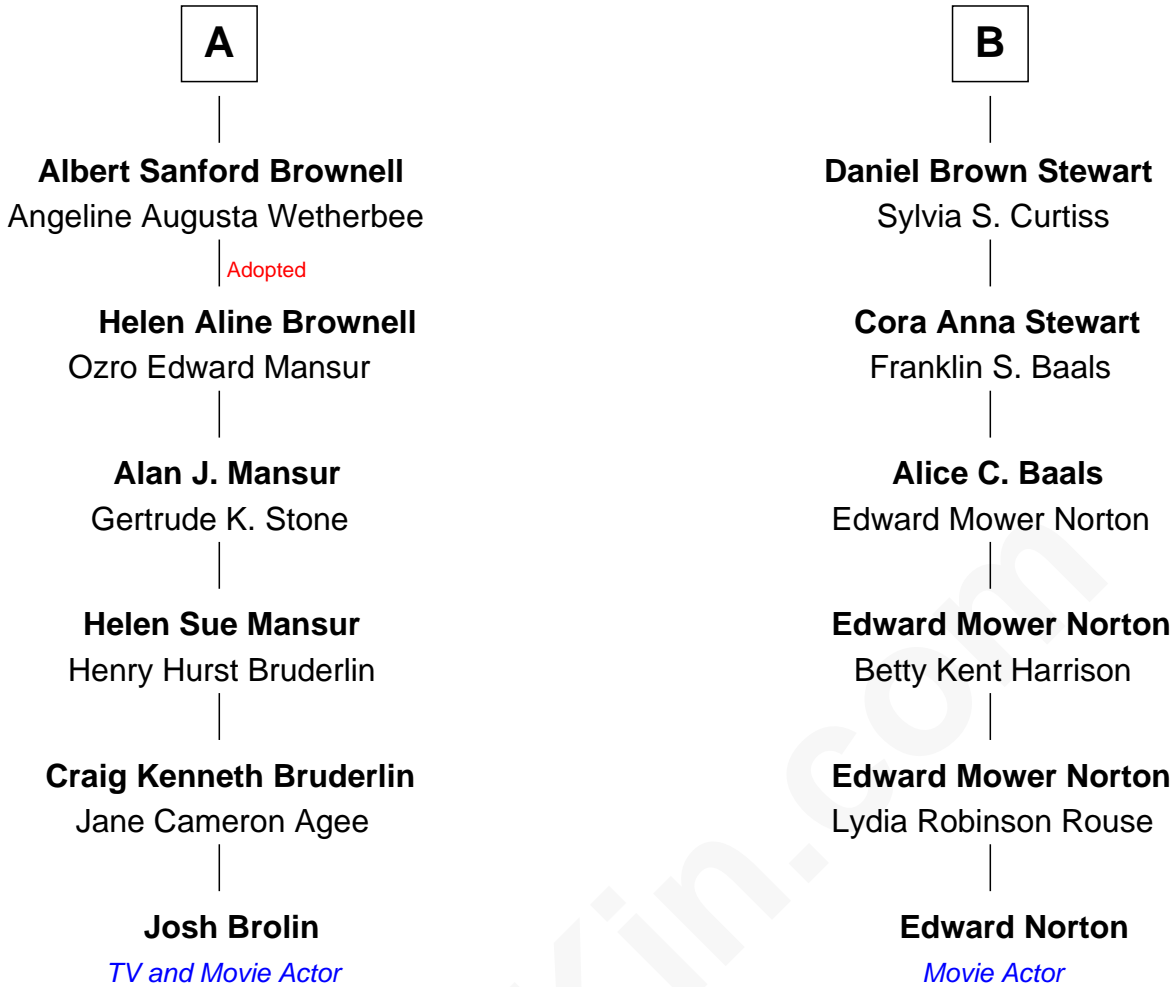 A
Albert Sanford Brownell
Angeline Augusta Wetherbee
Adopted
Helen Aline Brownell
Ozro Edward Mansur
Alan J. Mansur
Gertrude K. Stone
Helen Sue Mansur
Henry Hurst Bruderlin
Craig Kenneth Bruderlin
Jane Cameron Agee
Josh Brolin
TV and Movie Actor
B
Daniel Brown Stewart
Sylvia S. Curtiss
Cora Anna Stewart
Franklin S. Baals
Alice C. Baals
Edward Mower Norton
Edward Mower Norton
Betty Kent Harrison
Edward Mower Norton
Lydia Robinson Rouse
Edward Norton
Movie Actor